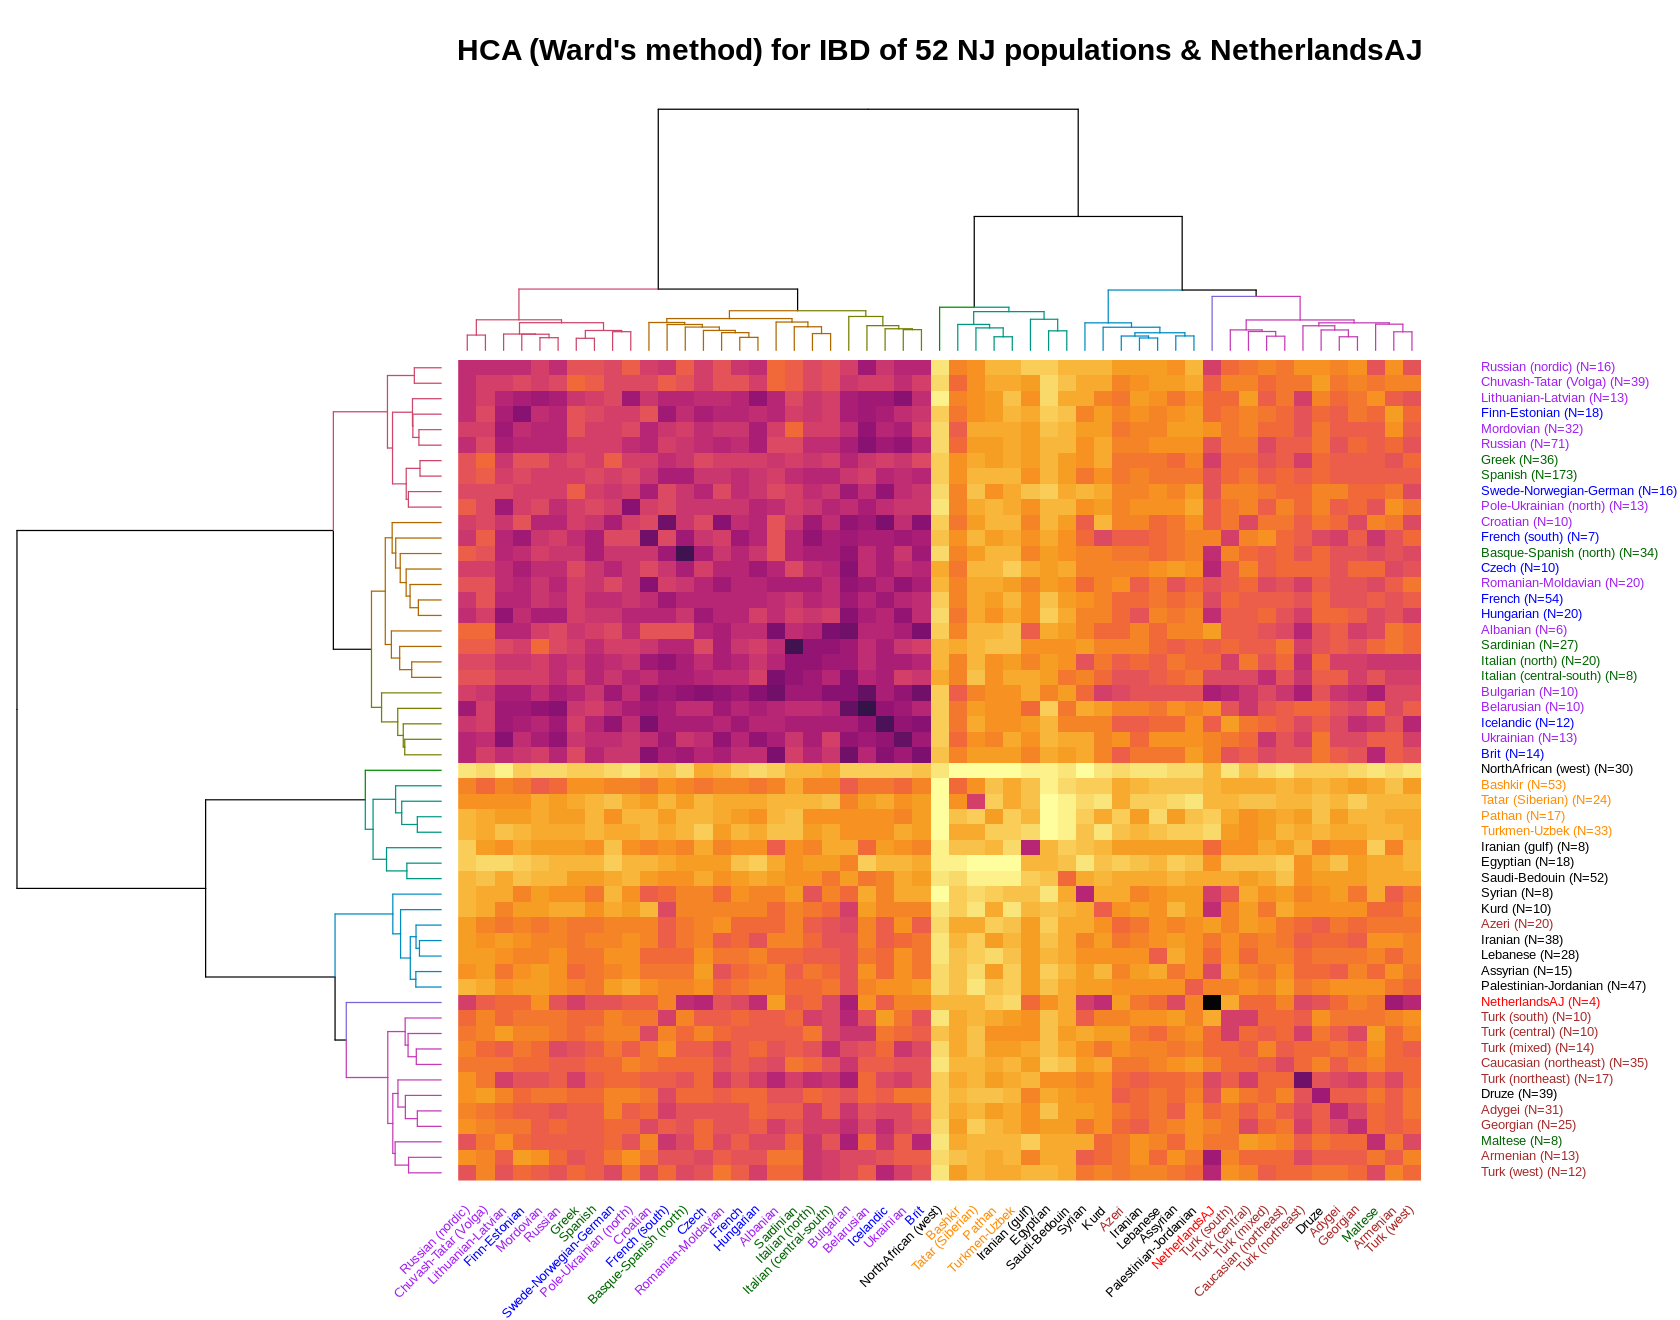 HCA (Ward's method) for IBD of 52 NJ populations & NetherlandsAJ
Russian (nordic) (N=16)
Chuvash-Tatar (Volga) (N=39)
Lithuanian-Latvian (N=13)
Finn-Estonian (N=18)
Mordovian (N=32)
Russian (N=71)
Greek (N=36)
Spanish (N=173)
Swede-Norwegian-German (N=16)
Pole-Ukrainian (north) (N=13)
Croatian (N=10)
French (south) (N=7)
Basque-Spanish (north) (N=34)
Czech (N=10)
Romanian-Moldavian (N=20)
French (N=54)
Hungarian (N=20)
Albanian (N=6)
Sardinian (N=27)
Italian (north) (N=20)
Italian (central-south) (N=8)
Bulgarian (N=10)
Belarusian (N=10)
Icelandic (N=12)
Ukrainian (N=13)
Brit (N=14)
NorthAfrican (west) (N=30)
Bashkir (N=53)
Tatar (Siberian) (N=24)
Pathan (N=17)
Turkmen-Uzbek (N=33)
Iranian (gulf) (N=8)
Egyptian (N=18)
Saudi-Bedouin (N=52)
Syrian (N=8)
Kurd (N=10)
Azeri (N=20)
Iranian (N=38)
Lebanese (N=28)
Assyrian (N=15)
Palestinian-Jordanian (N=47)
NetherlandsAJ (N=4)
Turk (south) (N=10)
Turk (central) (N=10)
Turk (mixed) (N=14)
Caucasian (northeast) (N=35)
Turk (northeast) (N=17)
Druze (N=39)
Adygei (N=31)
Georgian (N=25)
Maltese (N=8)
Armenian (N=13)
Turk (west) (N=12)
Russian (nordic)
Chuvash-Tatar (Volga)
Lithuanian-Latvian
Finn-Estonian
Mordovian
Russian
Greek
Spanish
Swede-Norwegian-German
Pole-Ukrainian (north)
Croatian
French (south)
Basque-Spanish (north)
Czech
Romanian-Moldavian
French
Hungarian
Albanian
Sardinian
Italian (north)
Italian (central-south)
Bulgarian
Belarusian
Icelandic
Ukrainian
Brit
NorthAfrican (west)
Bashkir
Tatar (Siberian)
Pathan
Turkmen-Uzbek
Iranian (gulf)
Egyptian
Saudi-Bedouin
Syrian
Kurd
Azeri
Iranian
Lebanese
Assyrian
Palestinian-Jordanian
NetherlandsAJ
Turk (south)
Turk (central)
Turk (mixed)
Caucasian (northeast)
Turk (northeast)
Druze
Adygei
Georgian
Maltese
Armenian
Turk (west)